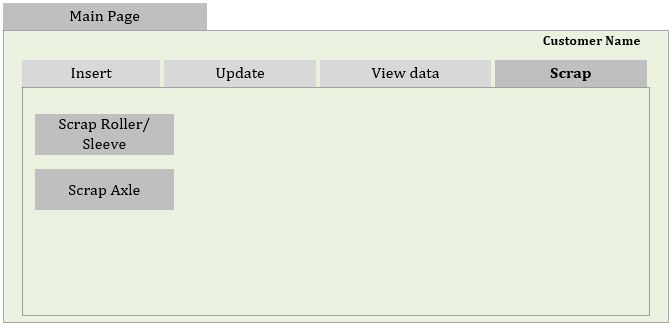 Main Page
Customer Name
Insert
Update
View data
Scrap
Scrap Roller/
Sleeve
Scrap Axle